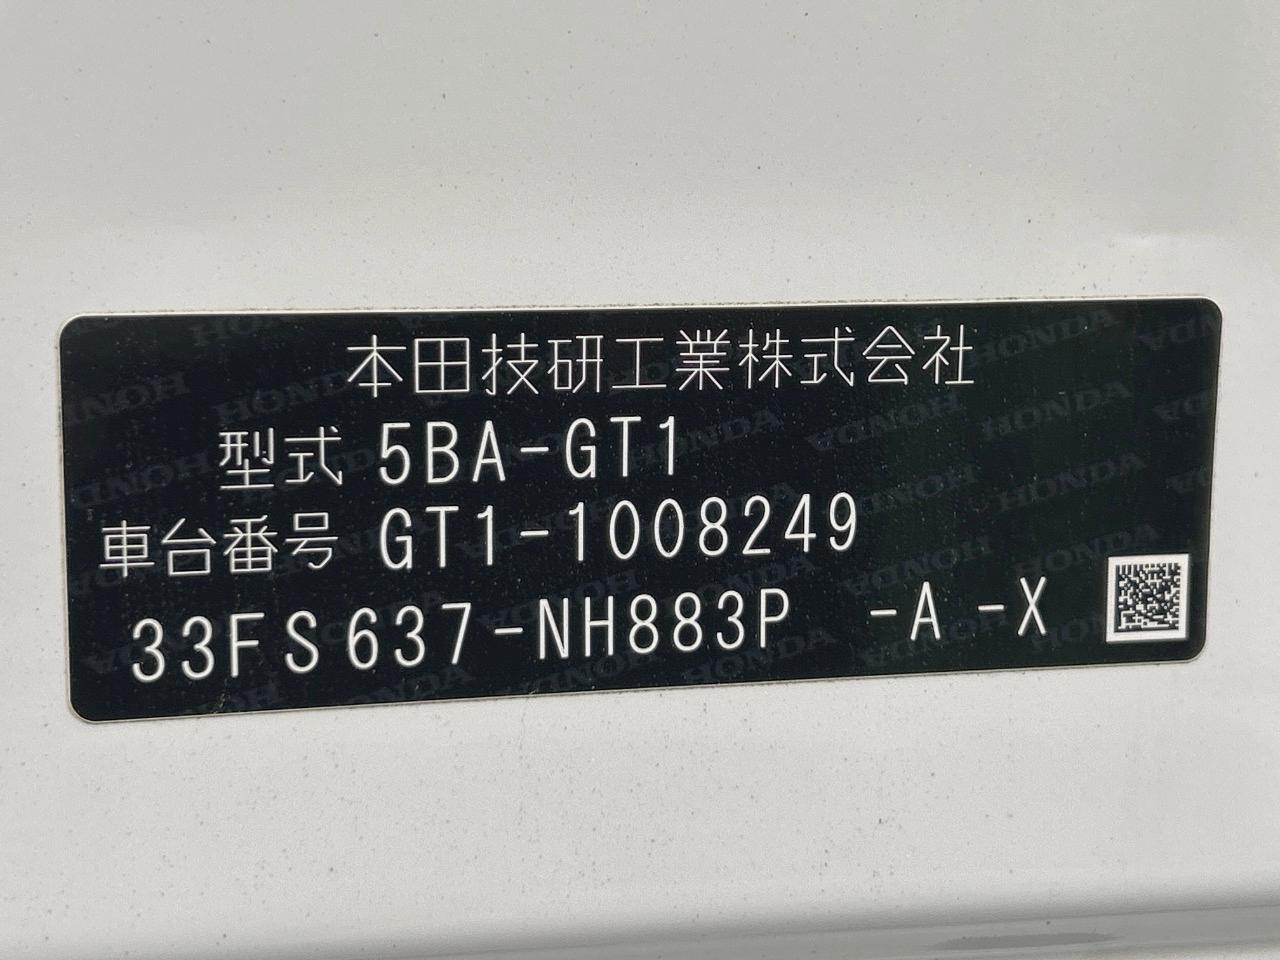 本田技研工業株式会社
型式 5BA-GT1
車台番号 GT1-1008249
33FS637-NH883P -A -X